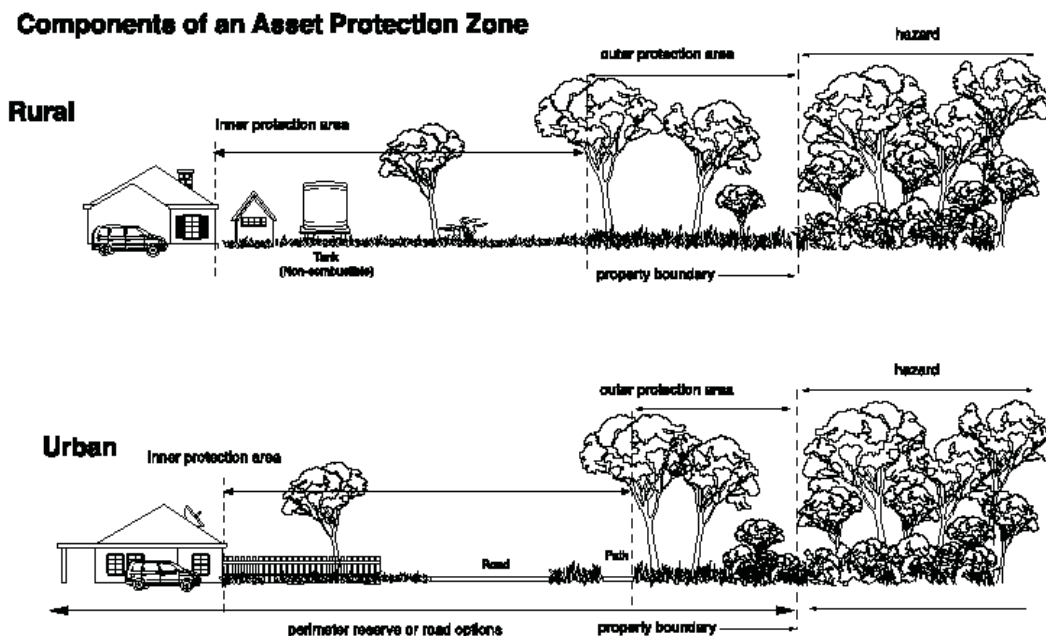 Components of an Asset Protection Zone
hazard
outer protection area
Rural
Inner protection area
Tank
(Non-combustible)
property boundary
hazard
outer protection area
Urban
Inner protection area
Road
Path
perimeter reserve or road options
property boundary